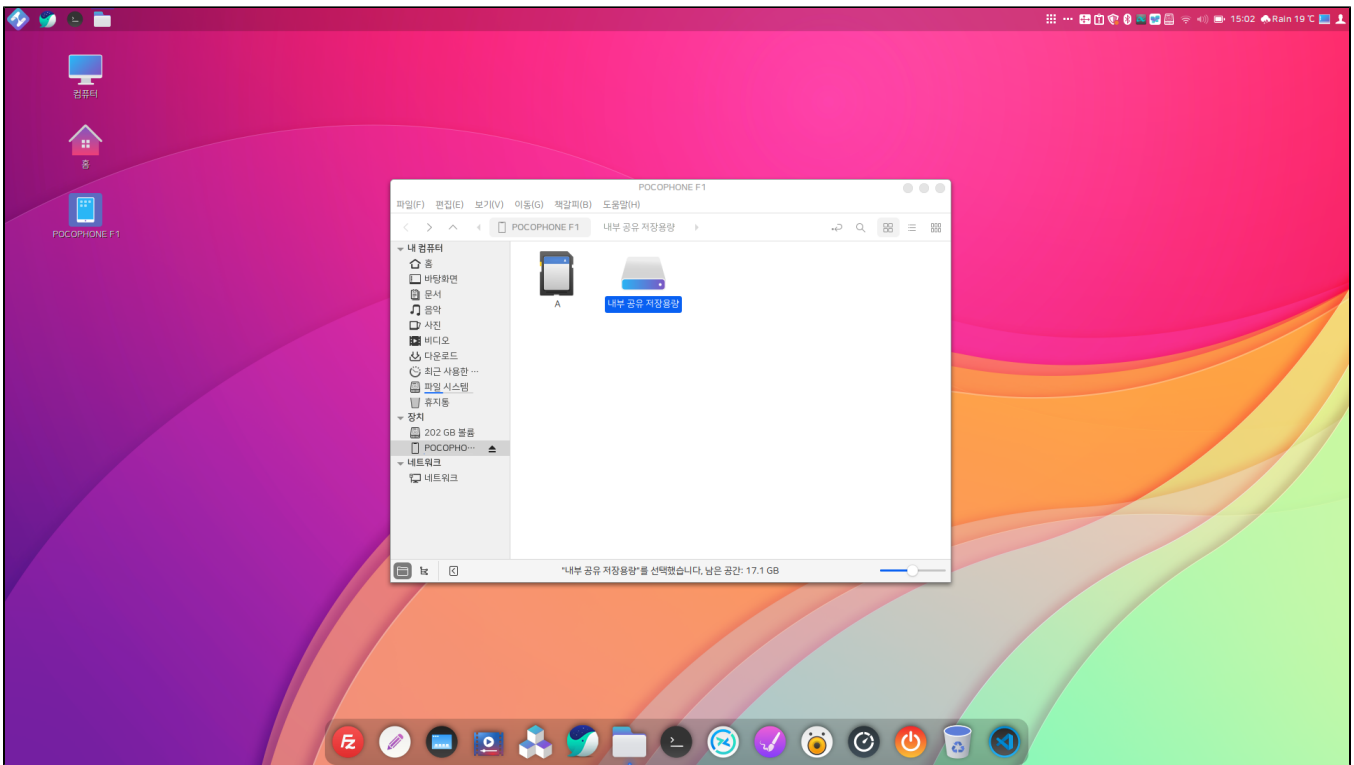 15:02 Rain 19 ℃
컴퓨터
홈
POCOPHONE F1
POCOPHONE F1
파일(F) 편집(E) 보기(V) 이동(G) 책갈피(B) 도움말(H)
POCOPHONE F1 내부 공유 저장용량
내 컴퓨터
홈
바탕화면
문서
음악
사진
비디오
다운로드
최근 사용한 …
파일 시스템
휴지통
장치
202 GB 볼륨
POCOPHO…
네트워크
네트워크
A
내부 공유 저장용량
"내부 공유 저장용량"를 선택했습니다, 남은 공간: 17.1 GB